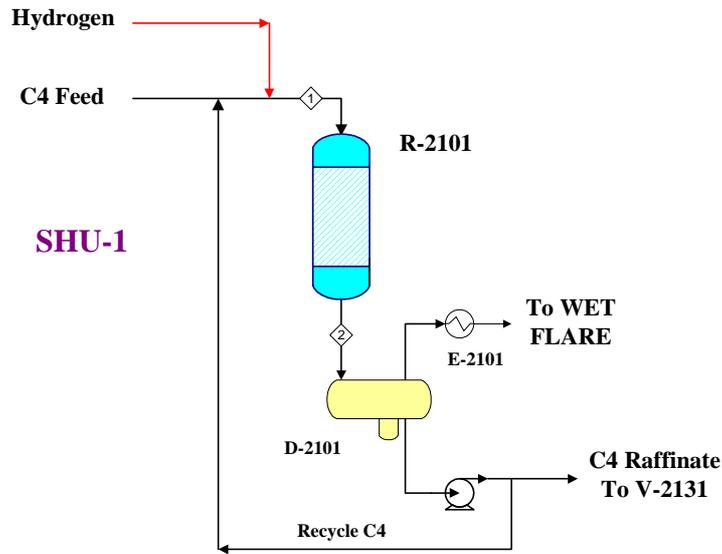 Hydrogen
C4 Feed
1
R-2101
SHU-1
2
To WET
FLARE
E-2101
D-2101
C4 Raffinate
To V-2131
Recycle C4